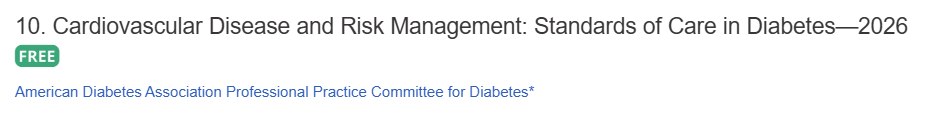 10. Cardiovascular Disease and Risk Management: Standards of Care in Diabetes—2026
FREE
American Diabetes Association Professional Practice Committee for Diabetes*